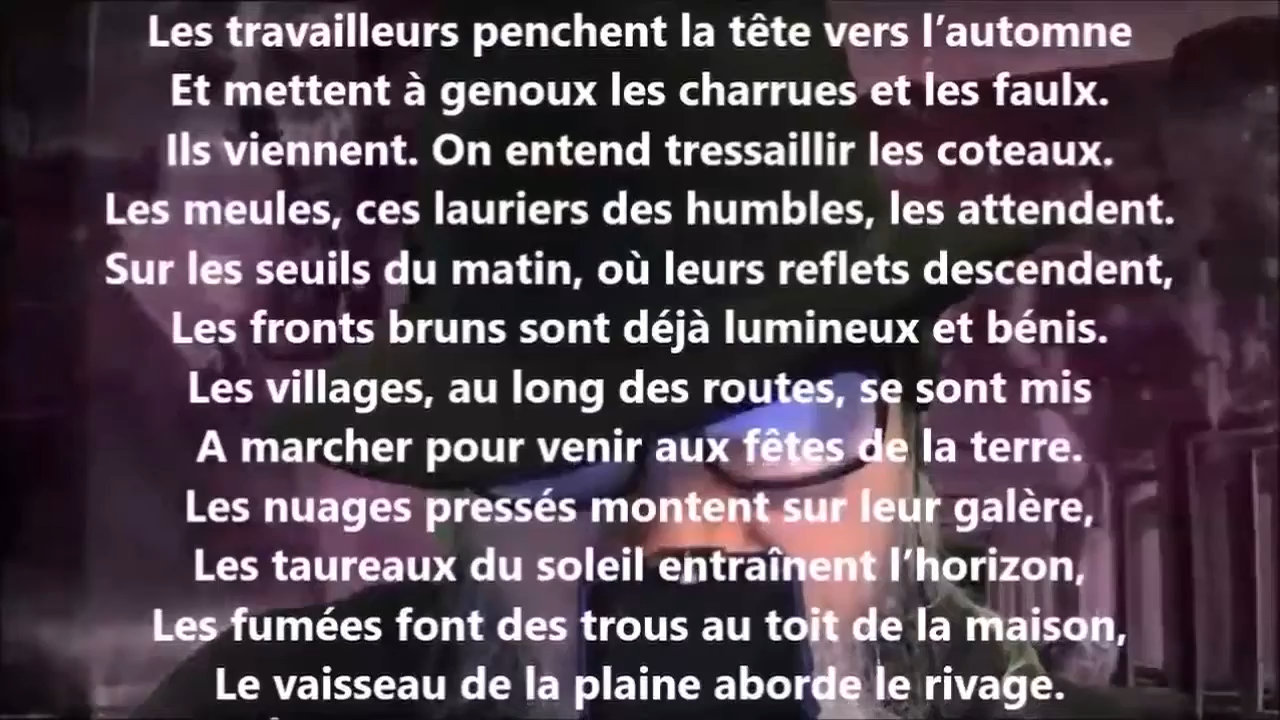 Les travailleurs penchent la tête vers l’automne
Et mettent à genoux les charrues et les faulx.
Ils viennent. On entend tressaillir les coteaux.
Les meules, ces lauriers des humbles, les attendent.
Sur les seuils du matin, où leurs reflets descendent,
Les fronts bruns sont déjà lumineux et bénis.
Les villages, au long des routes, se sont mis
A marcher pour venir aux fêtes de la terre.
Les nuages pressés montent sur leur galère,
Les taureaux du soleil entraînent l’horizon,
Les fumées font des trous au toit de la maison,
Le vaisseau de la plaine aborde le rivage.